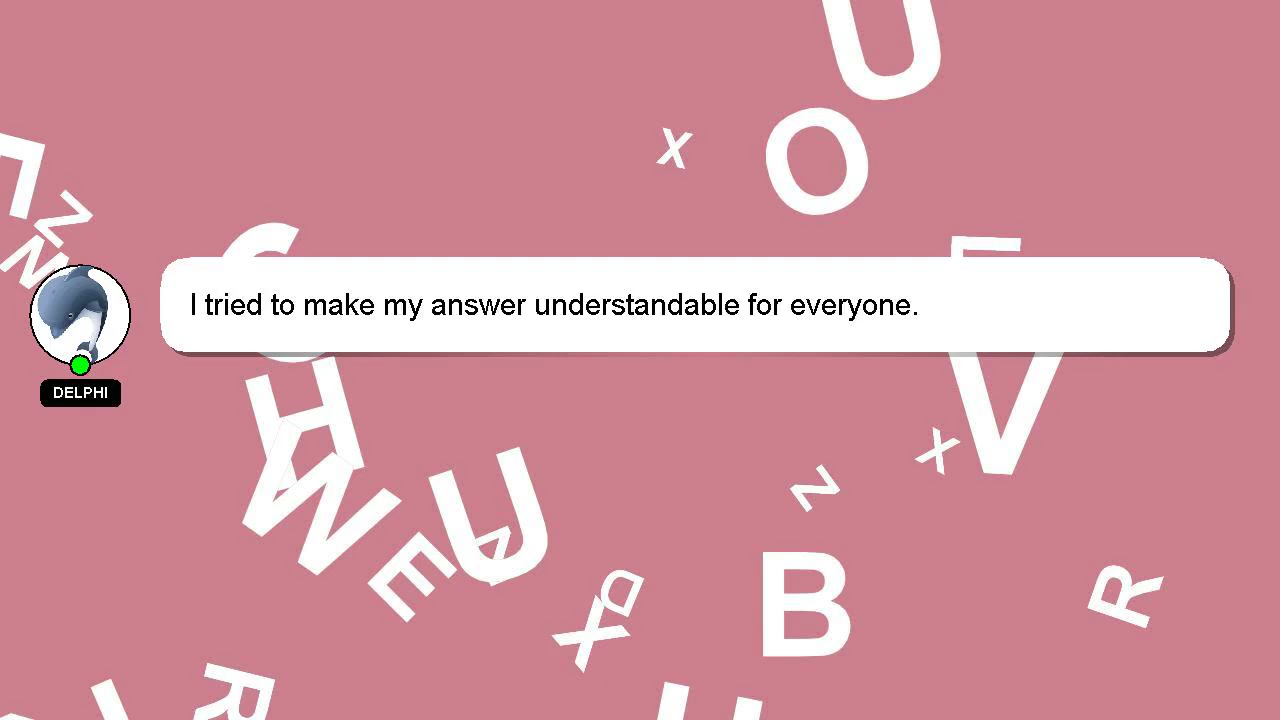 U
O
X
L
Z
N
C
I tried to make my answer understandable for everyone.
DELPHI
H
V
X
W
U
Z
E
Z
D
X
B
R
R
U